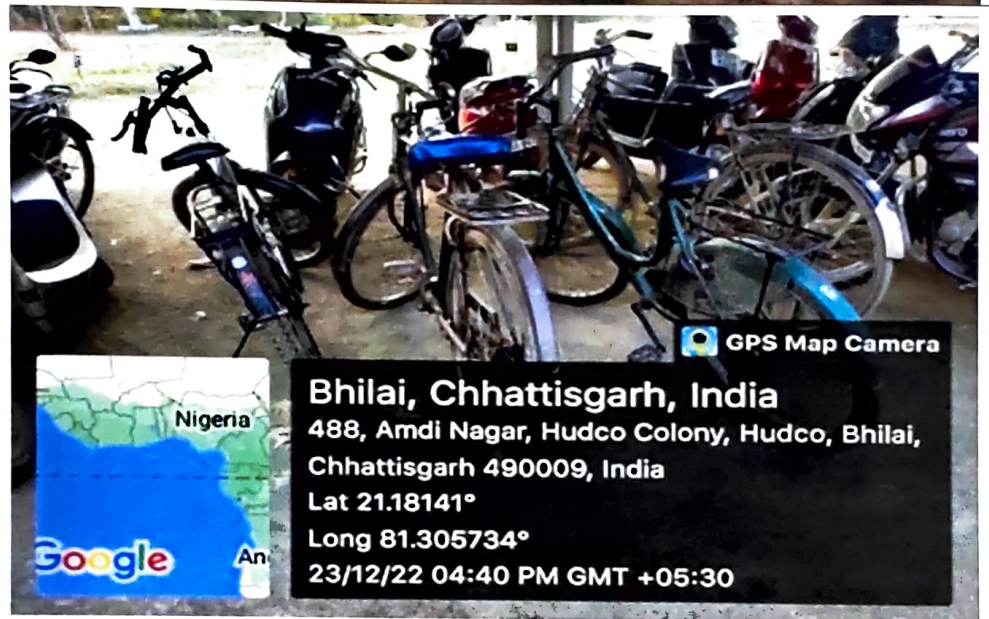 GPS Map Camera
Bhilai, Chhattisgarh, India
488, Amdi Nagar, Hudco Colony, Hudco, Bhilai,
Chhattisgarh 490009, India
Lat 21.18141°
Long 81.305734°
23/12/22 04:40 PM GMT +05:30
Nigeria
Google
An